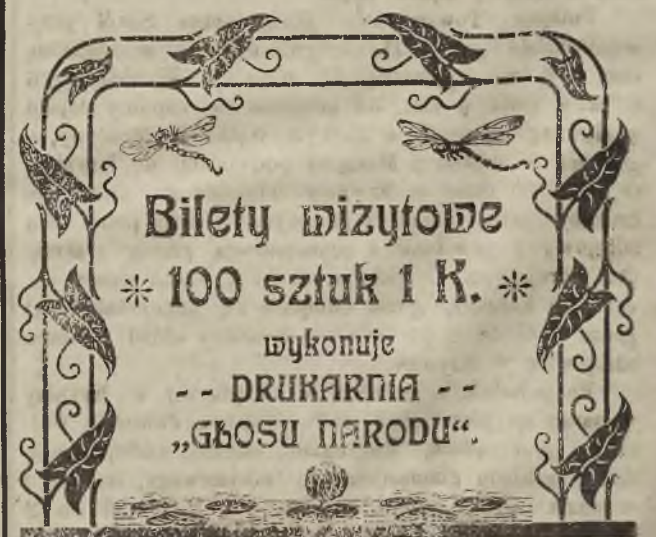 Bilety wizytowe
* 100 sztuk 1 K. *
wykonuje
- - DRUKARNIA - -
„GŁOSU NARODU“.